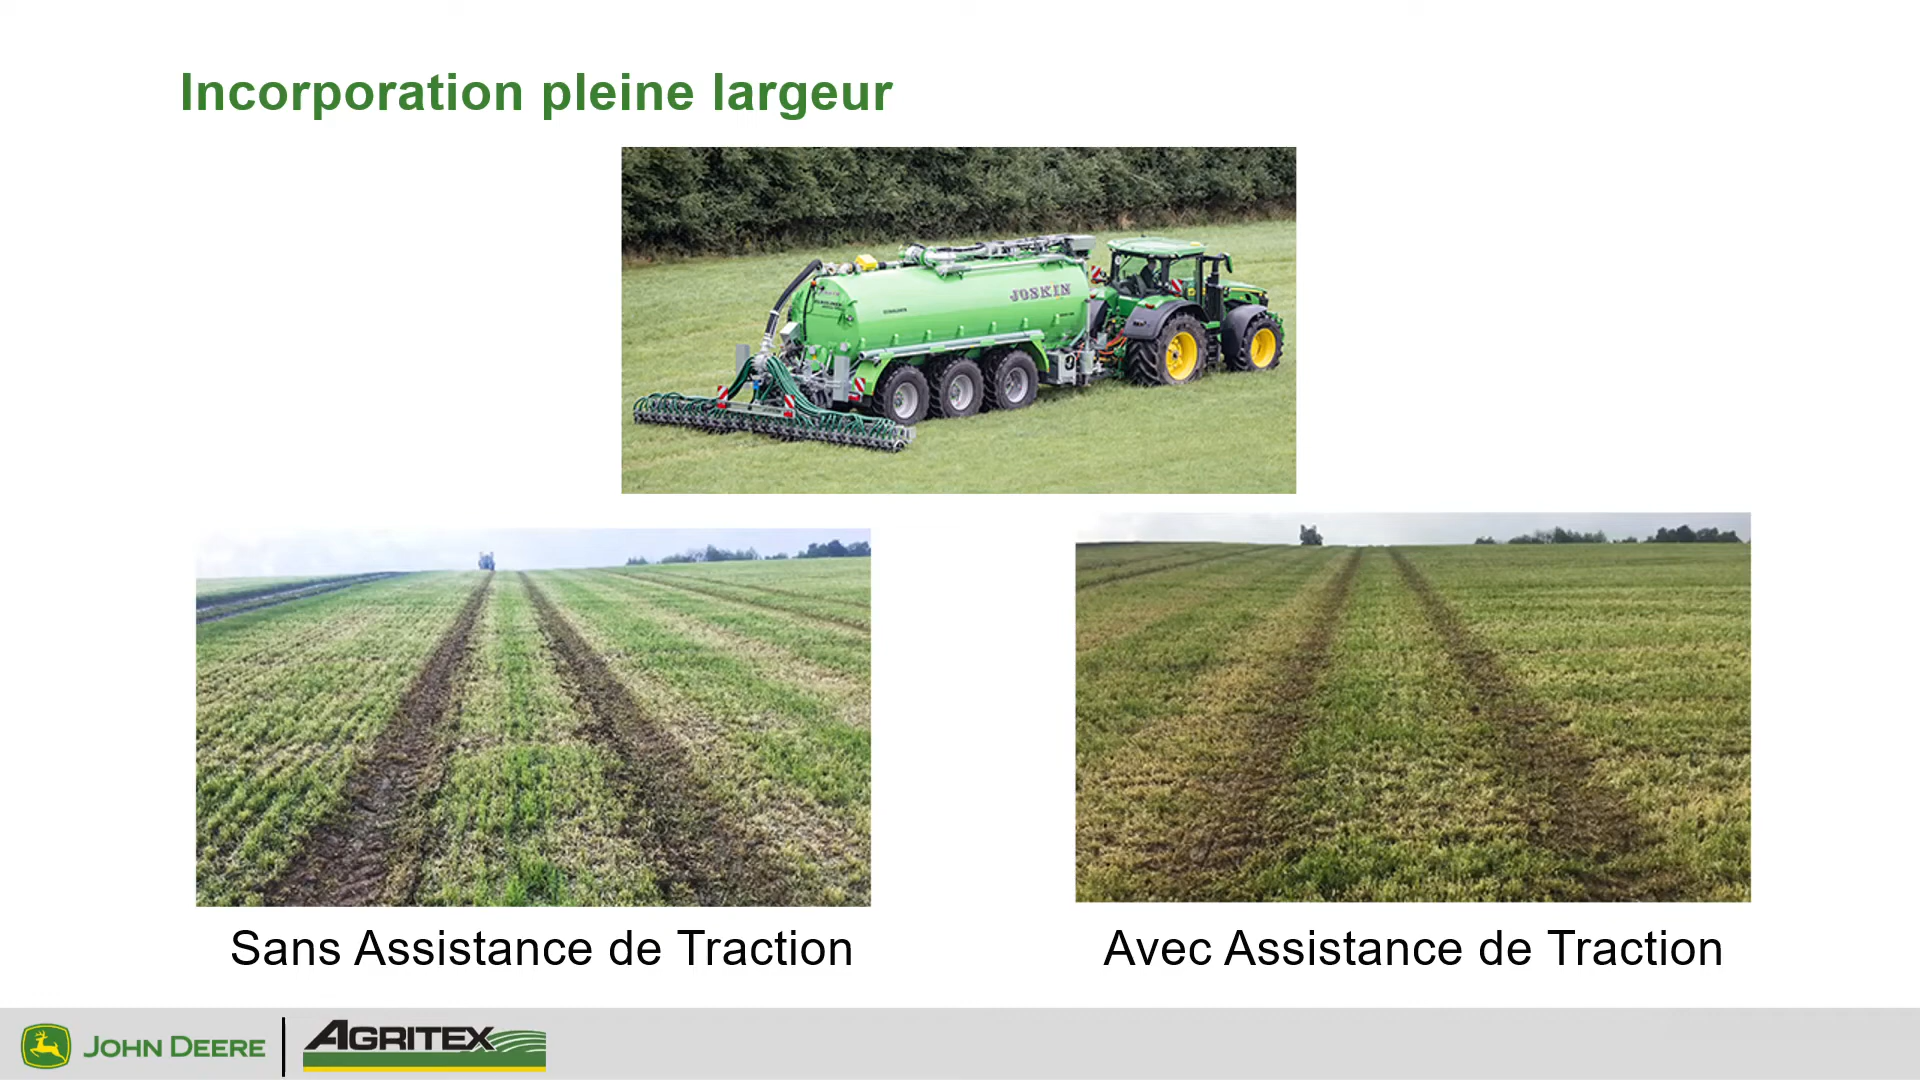 Incorporation pleine largeur
JOSKIN
Sans Assistance de Traction
Avec Assistance de Traction
JOHN DEERE
AGRITEX